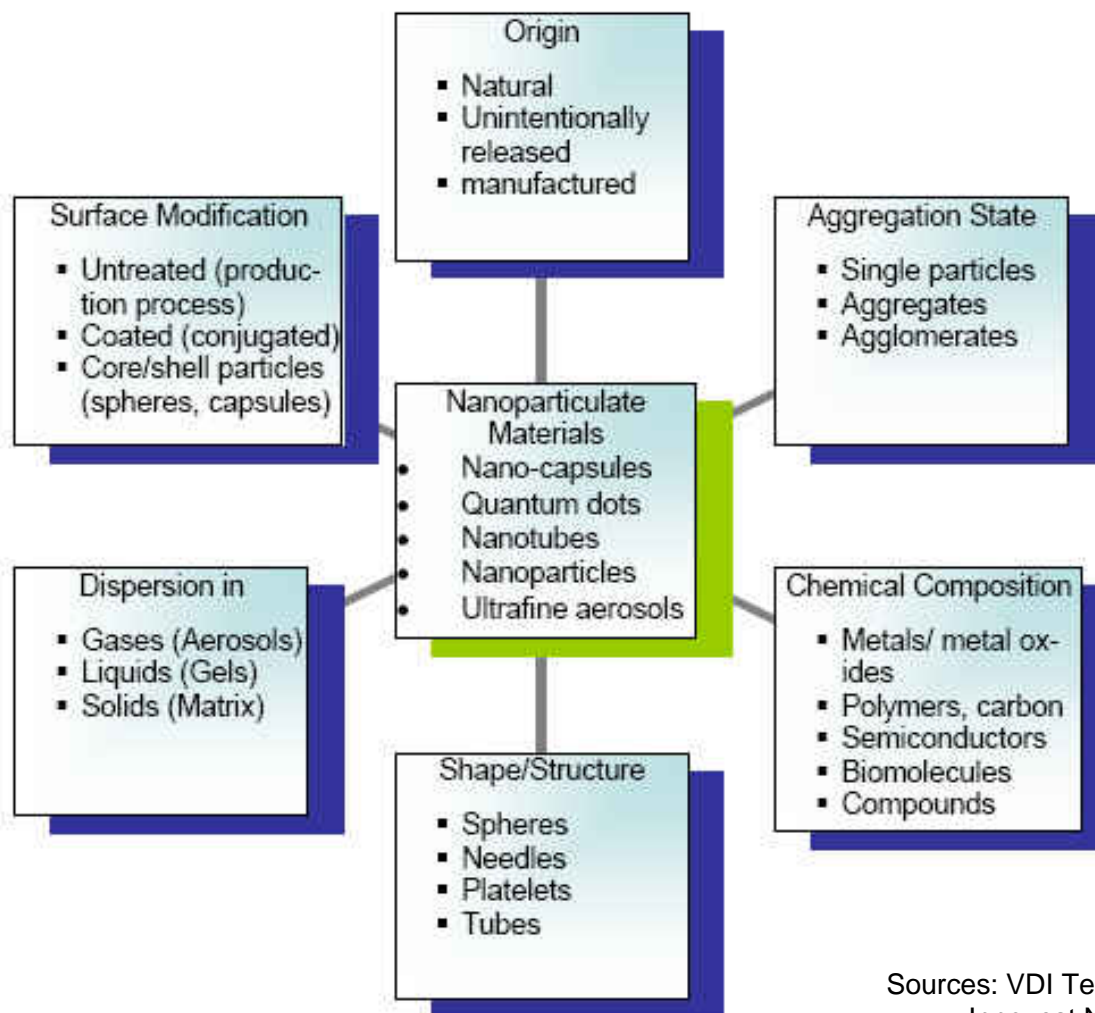 Origin
▪ Natural
▪ Unintentionally
released
▪ manufactured
Surface Modification
▪ Untreated (produc-
tion process)
▪ Coated (conjugated)
▪ Core/shell particles
(spheres, capsules)
Aggregation State
▪ Single particles
▪ Aggregates
▪ Agglomerates
Nanoparticulate
Materials
• Nano-capsules
• Quantum dots
• Nanotubes
• Nanoparticles
• Ultrafine aerosols
Dispersion in
▪ Gases (Aerosols)
▪ Liquids (Gels)
▪ Solids (Matrix)
Chemical Composition
▪ Metals/ metal ox-
ides
▪ Polymers, carbon
▪ Semiconductors
▪ Biomolecules
▪ Compounds
Shape/Structure
▪ Spheres
▪ Needles
▪ Platelets
▪ Tubes
Sources: VDI Te